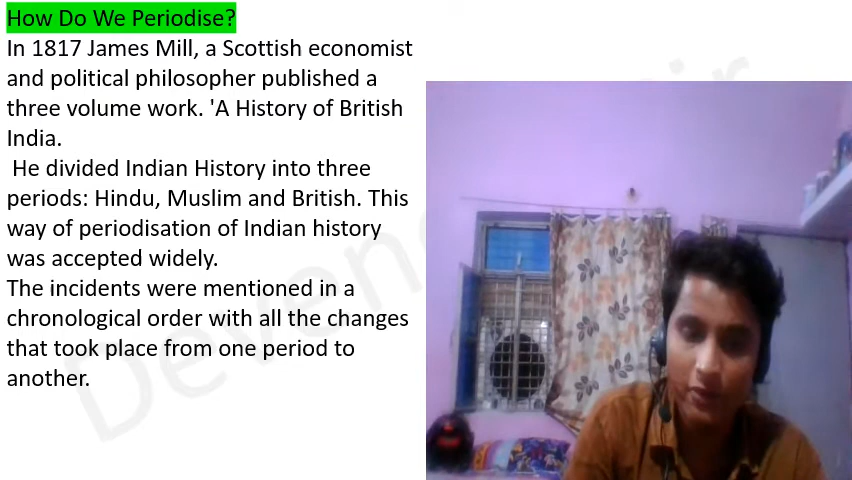 How Do We Periodise?
In 1817 James Mill, a Scottish economist
and political philosopher published a
three volume work. 'A History of British
India.
He divided Indian History into three
periods: Hindu, Muslim and British. This
way of periodisation of Indian history
was accepted widely.
The incidents were mentioned in a
chronological order with all the changes
that took place from one period to
another.